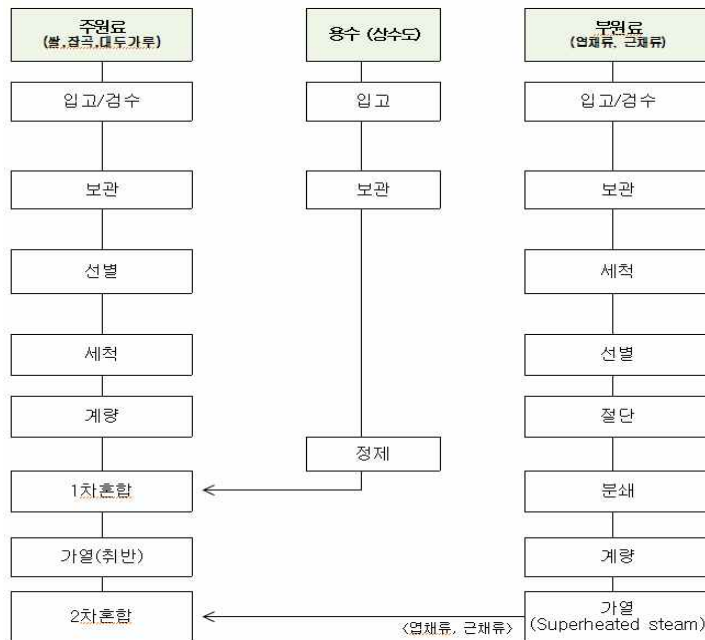 주원료
(쌀,잡곡,대두가루)
입고/검수
보관
선별
세척
계량
1차혼합
가열(취반)
2차혼합
용수 (상수도)
입고
보관
정제
부원료
(엽채류, 근채류)
입고/검수
보관
세척
선별
절단
분쇄
계량
가열
(Superheated steam)
<엽채류, 근채류>